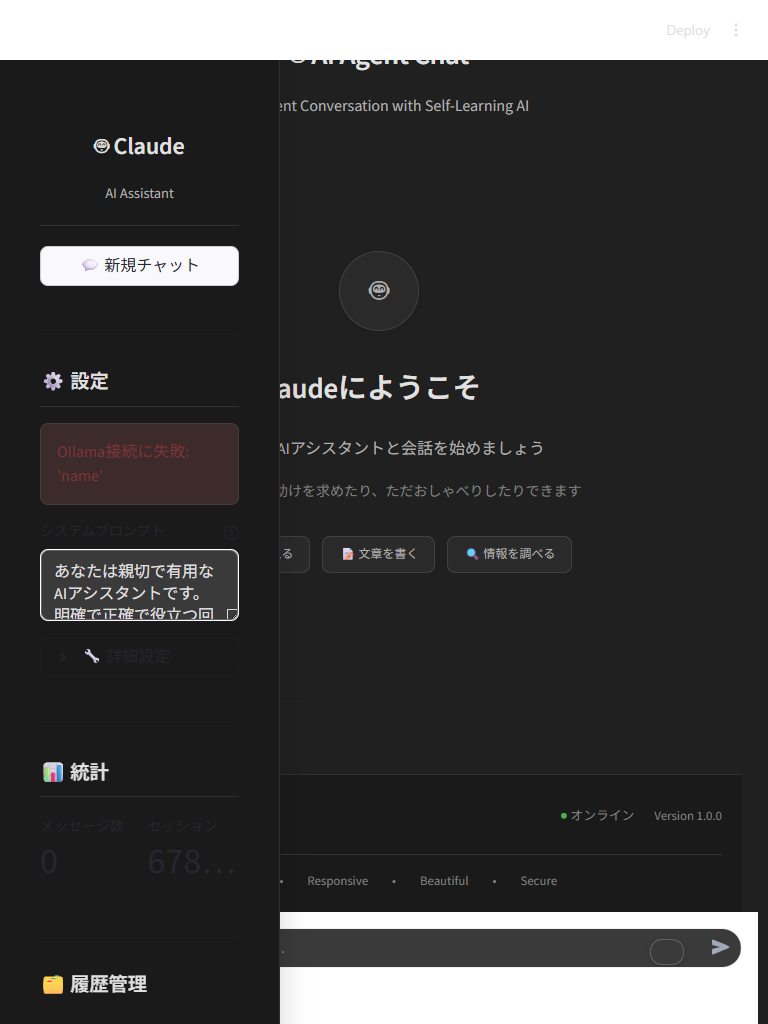 Deploy
AI Agent Chat
ent Conversation with Self-Learning AI
Claude
AI Assistant
新規チャット
設定
Ollama接続に失敗:
'name'
システムプロンプト
あなたは親切で有用な
AIアシスタントです。
明確で正確で役立つ回
詳細設定
統計
メッセージ数 セッション
0 678...
履歴管理
audeにようこそ
AIアシスタントと会話を始めましょう
助けを求めたり、ただおしゃべりしたりできます
える
文章を書く
情報を調べる
オンライン Version 1.0.0
• Responsive • Beautiful • Secure